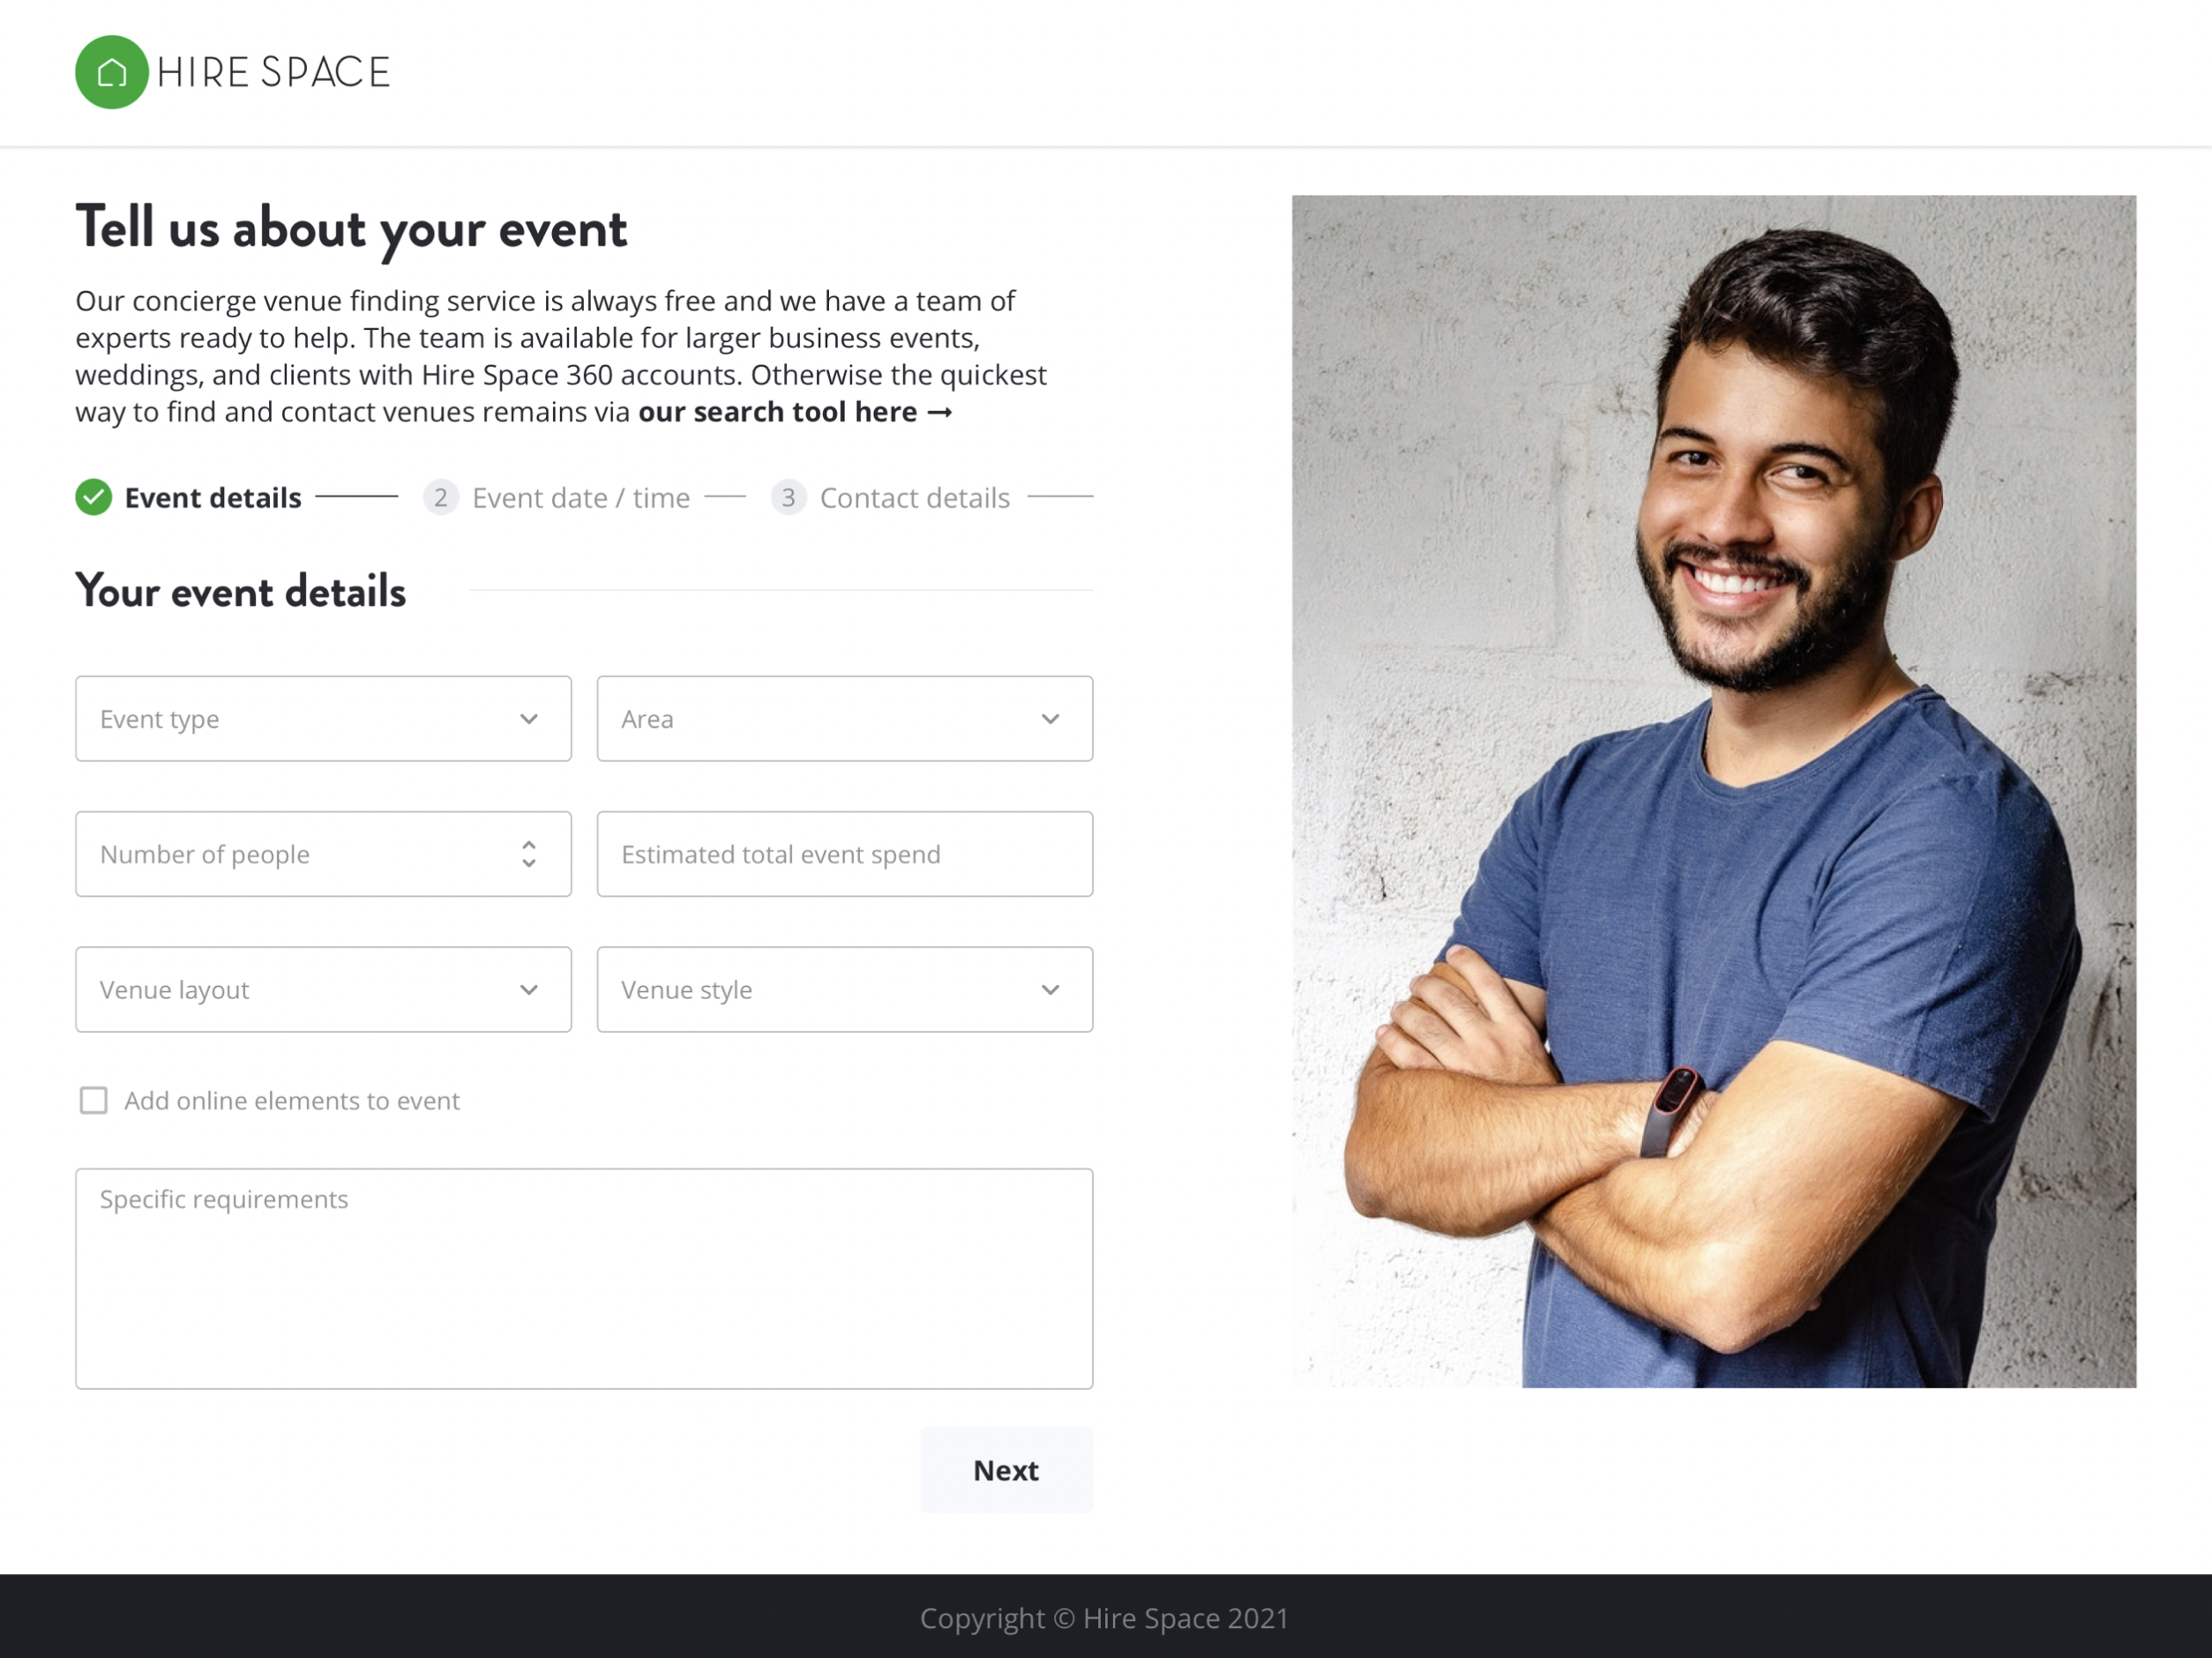 HIRE SPACE
Tell us about your event
Our concierge venue finding service is always free and we have a team of
experts ready to help. The team is available for larger business events,
weddings, and clients with Hire Space 360 accounts. Otherwise the quickest
way to find and contact venues remains via our search tool here →
Event details
2 Event date / time
3 Contact details
Your event details
Event type
Area
Number of people
Estimated total event spend
Venue layout
Venue style
Add online elements to event
Specific requirements
Next
Copyright © Hire Space 2021